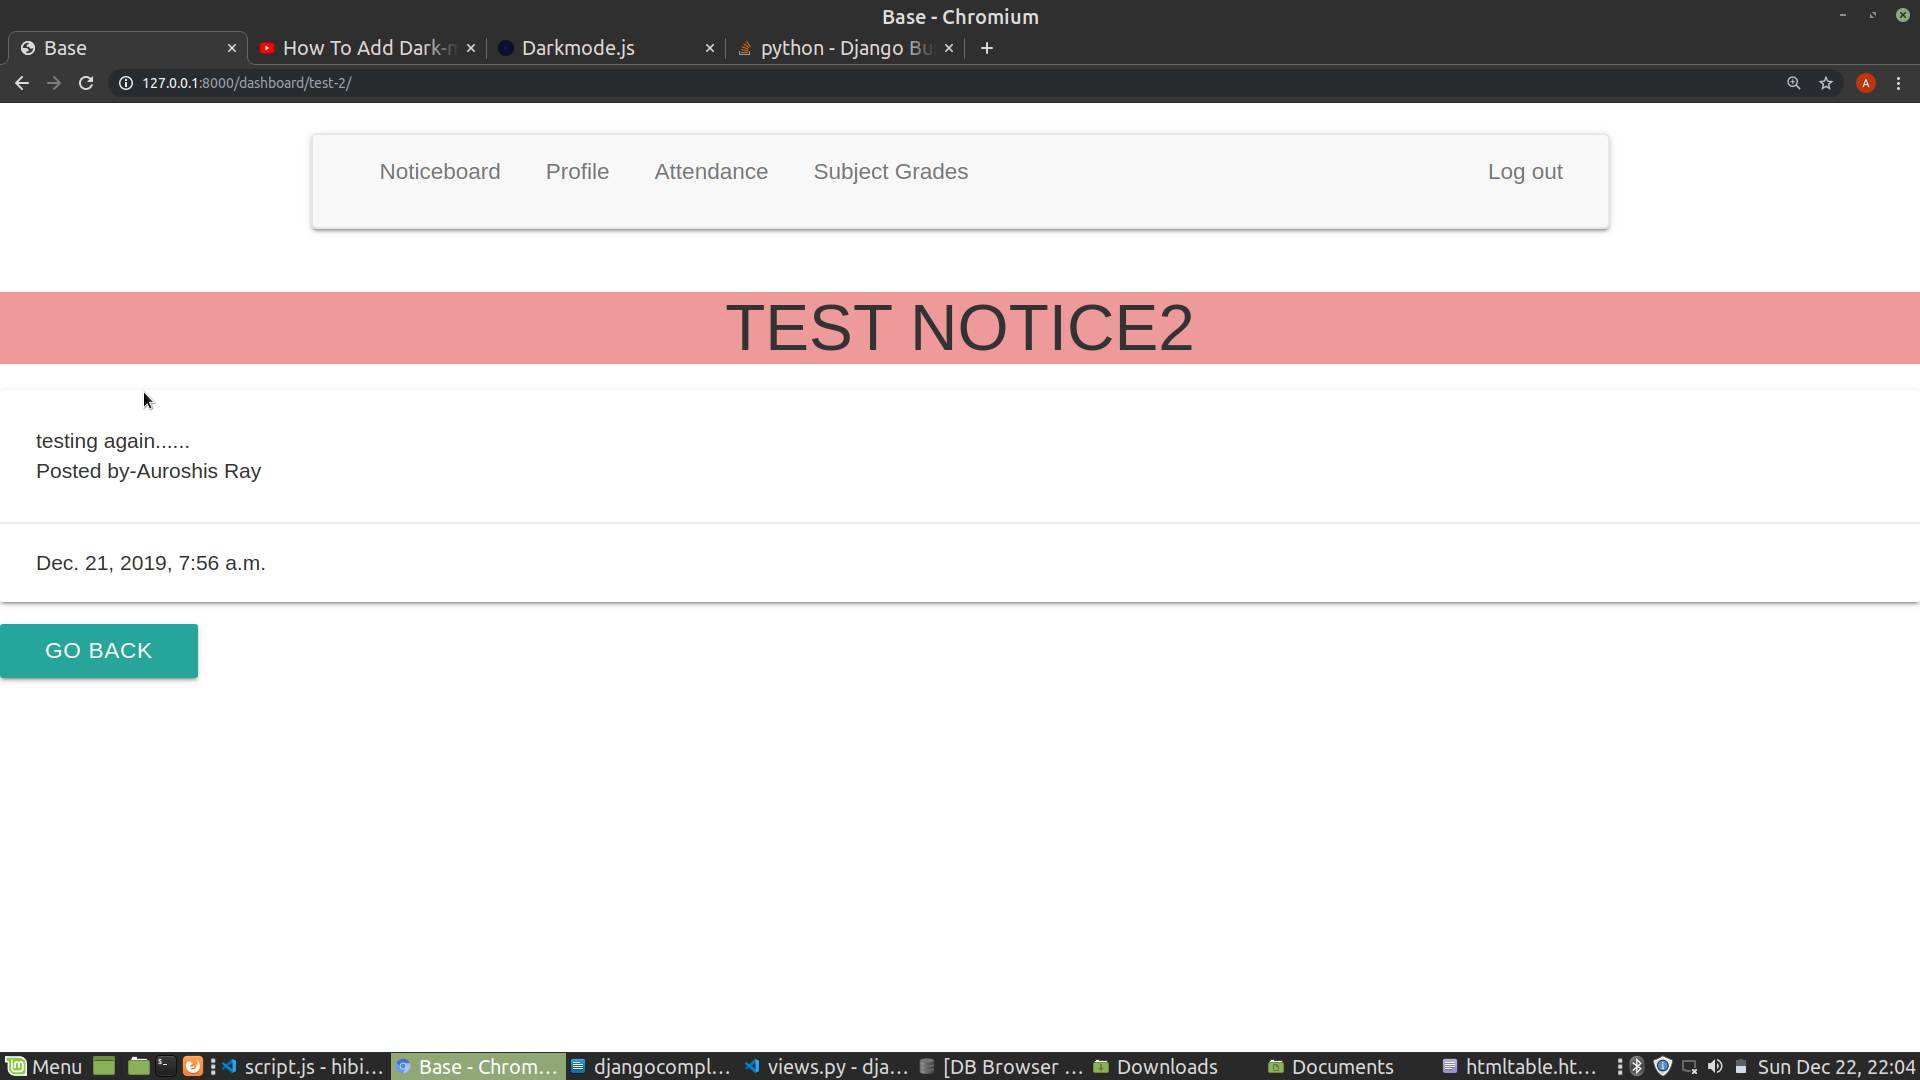 Base - Chromium
Base
How To Add Dark-m
Darkmode.js
python - Django Bu
127.0.0.1:8000/dashboard/test-2/
A
Noticeboard Profile Attendance Subject Grades Log out
TEST NOTICE2
testing again......
Posted by-Auroshis Ray
Dec. 21, 2019, 7:56 a.m.
GO BACK
Menu
script.js - hibi...
Base - Chrom...
djangocompl...
views.py - dja...
[DB Browser ...
Downloads
Documents
htmltable.ht...
Sun Dec 22, 22:04